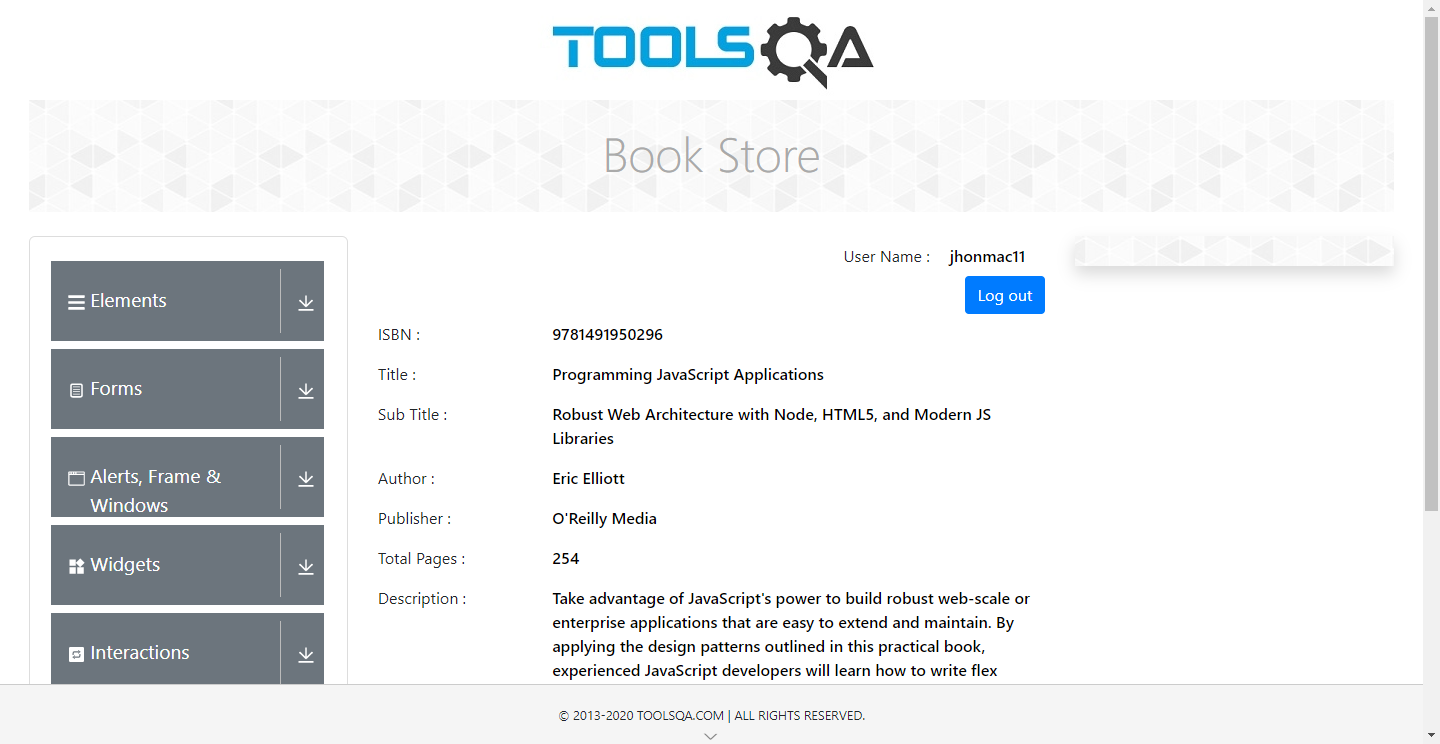 TOOLSQA
Book Store
Elements
Forms
Alerts, Frame &
Windows
Widgets
Interactions
User Name : jhonmac11
Log out
ISBN : 9781491950296
Title : Programming JavaScript Applications
Sub Title : Robust Web Architecture with Node, HTML5, and Modern JS
Libraries
Author : Eric Elliott
Publisher : O'Reilly Media
Total Pages : 254
Description : Take advantage of JavaScript's power to build robust web-scale or
enterprise applications that are easy to extend and maintain. By
applying the design patterns outlined in this practical book,
experienced JavaScript developers will learn how to write flex
© 2013-2020 TOOLSQA.COM | ALL RIGHTS RESERVED.